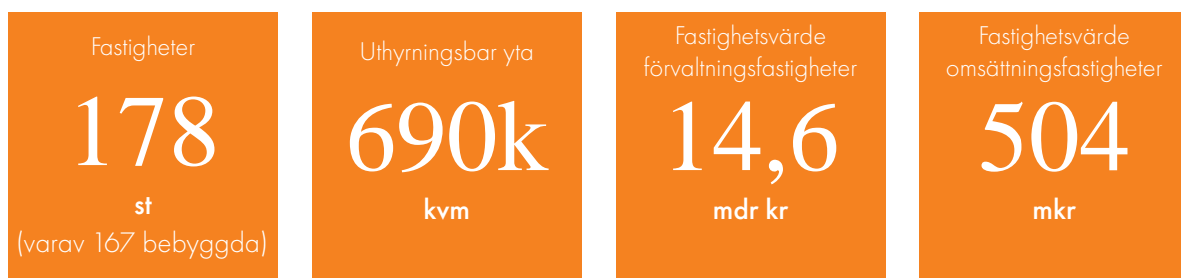 Fastigheter
178
st
(varav 167 bebyggda)
Uthyrningsbar yta
690k
kvm
Fastighetsvärde
förvaltningsfastigheter
14,6
mdr kr
Fastighetsvärde
omsättningsfastigheter
504
mkr